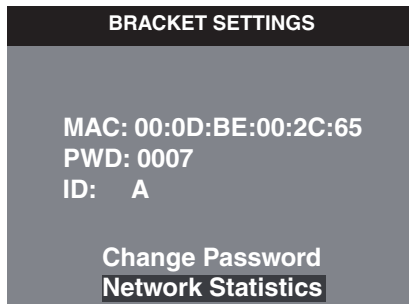 BRACKET SETTINGS
MAC: 00:0D:BE:00:2C:65
PWD: 0007
ID: A
Change Password
Network Statistics